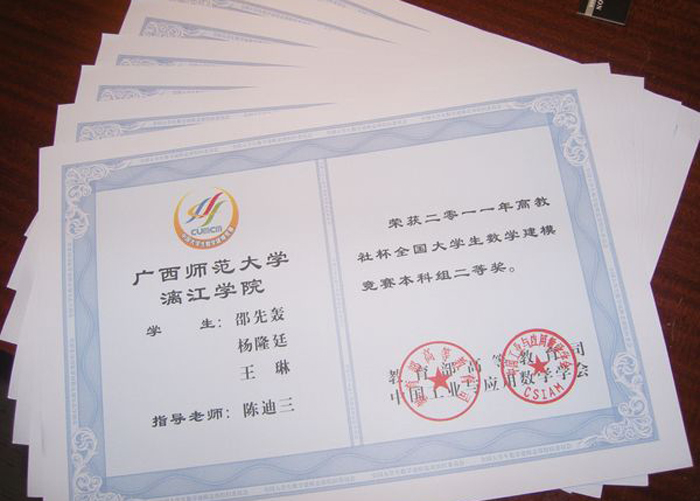 CUMCM
广西师范大学
漓江学院
学 生：邵先轰
杨隆廷
王 琳
指导老师：陈迪三
荣获二零一一年高教
社杯全国大学生数学建模
竞赛本科组二等奖。
教育部高等教育司
中国工业与应用数学学会
CSIAM